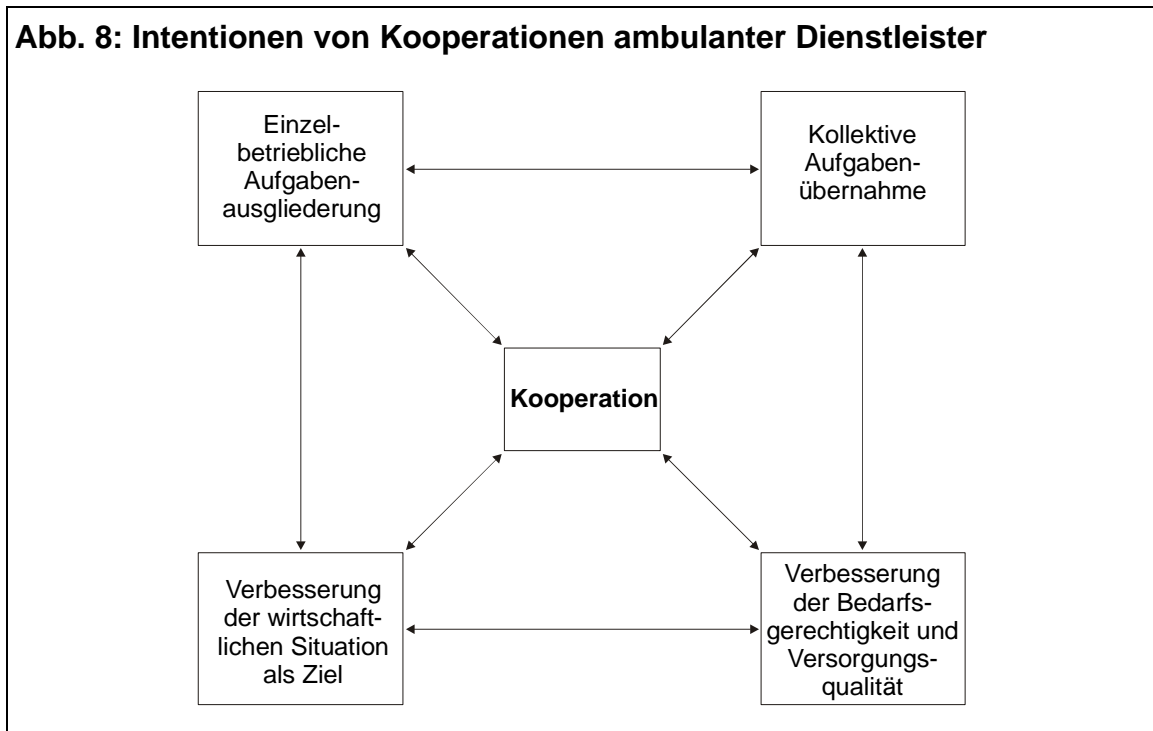 Abb. 8: Intentionen von Kooperationen ambulanter Dienstleister
Einzel-
betriebliche
Aufgaben-
ausgliederung
Kollektive
Aufgaben-
übernahme
Kooperation
Verbesserung
der wirtschaft-
lichen Situation
als Ziel
Verbesserung
der Bedarfs-
gerechtigkeit und
Versorgungs-
qualität